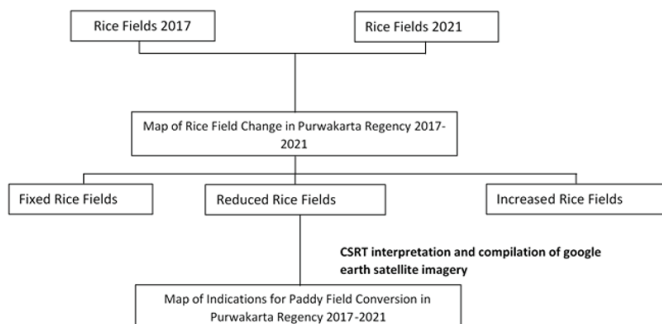 Rice Fields 2017
Rice Fields 2021
Map of Rice Field Change in Purwakarta Regency 2017-
2021
Fixed Rice Fields
Reduced Rice Fields
Increased Rice Fields
CSRT interpretation and compilation of google
earth satellite imagery
Map of Indications for Paddy Field Conversion in
Purwakarta Regency 2017-2021